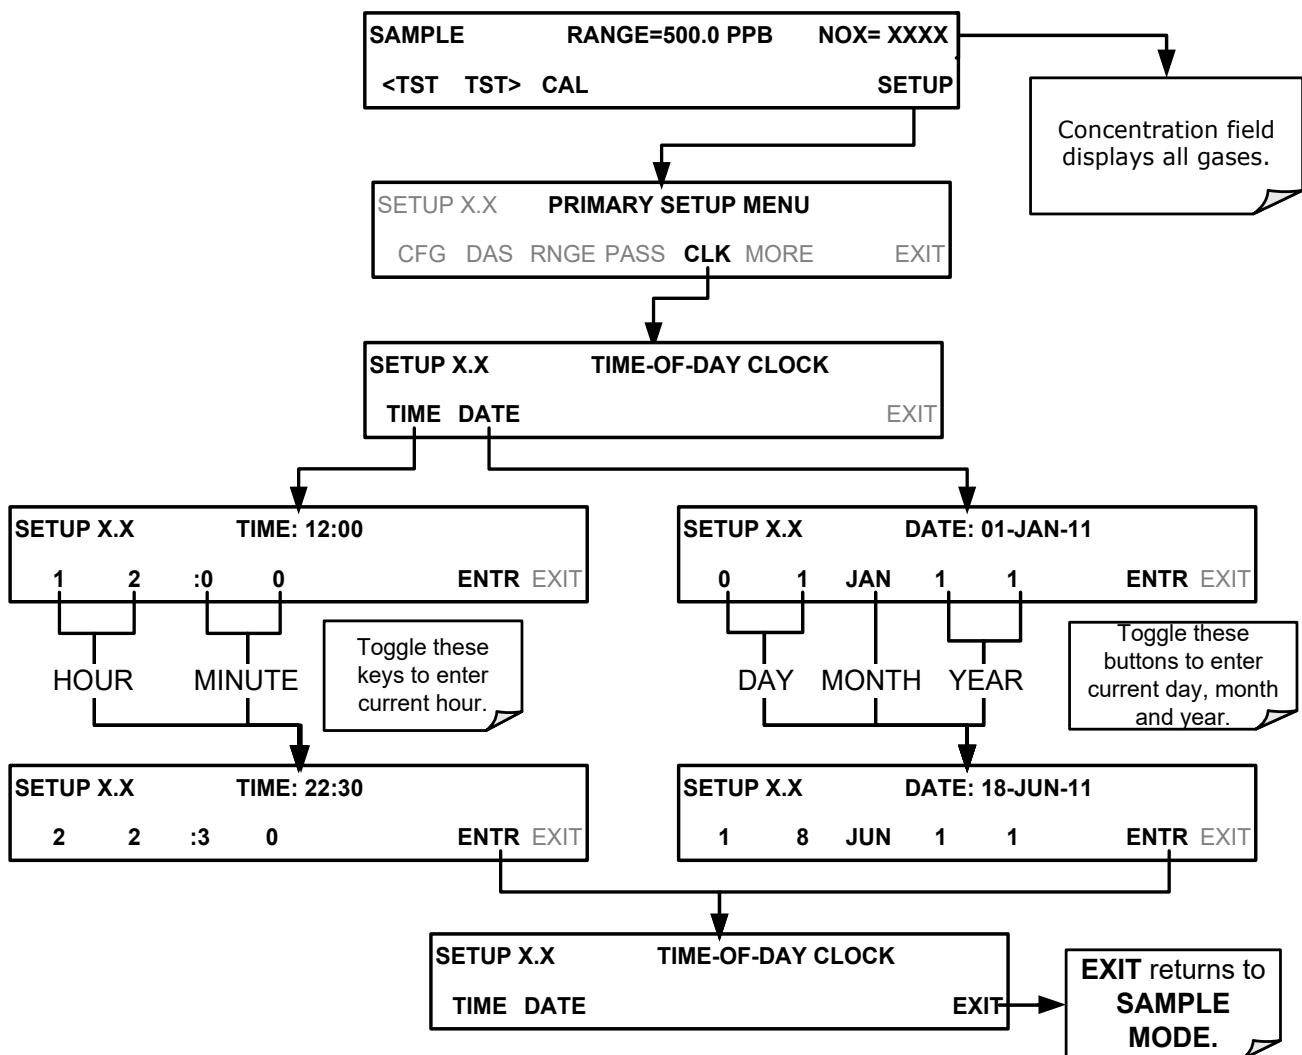 SAMPLE RANGE=500.0 PPB NOX= XXXX
<TST TST> CAL SETUP
Concentration field
displays all gases.
SETUP X.X PRIMARY SETUP MENU
CFG DAS RNGE PASS CLK MORE EXIT
SETUP X.X TIME-OF-DAY CLOCK
TIME DATE EXIT
SETUP X.X TIME: 12:00
1 2 :0 0 ENTR EXIT
HOUR MINUTE
Toggle these
keys to enter
current hour.
SETUP X.X DATE: 01-JAN-11
0 1 JAN 1 1 ENTR EXIT
DAY MONTH YEAR
Toggle these
buttons to enter
current day, month
and year.
SETUP X.X TIME: 22:30
2 2 :3 0 ENTR EXIT
SETUP X.X DATE: 18-JUN-11
1 8 JUN 1 1 ENTR EXIT
SETUP X.X TIME-OF-DAY CLOCK
TIME DATE EXIT
EXIT returns to
SAMPLE
MODE.